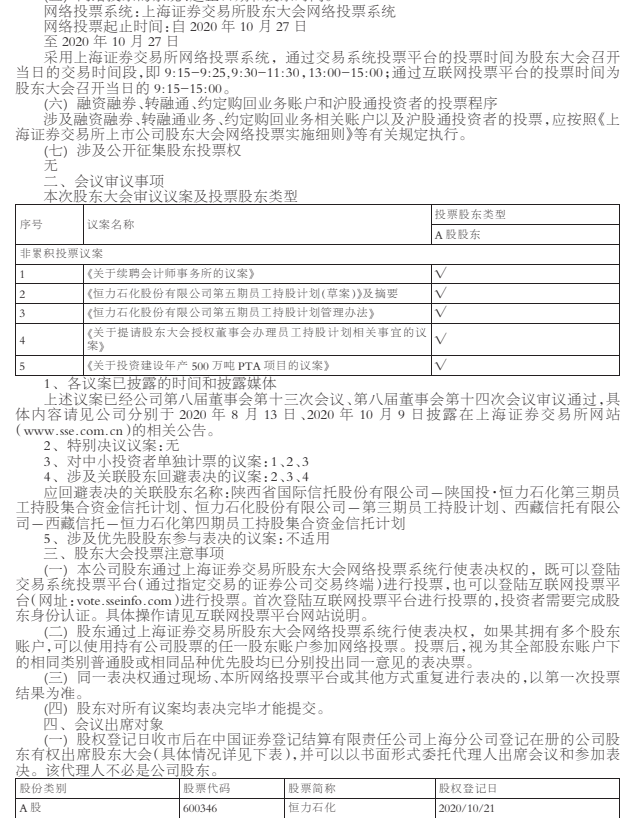 网络投票系统:上海证券交易所股东大会网络投票系统
网络投票起止时间:自 2020 年 10 月 27 日
至 2020 年 10 月 27 日
采用上海证券交易所网络投票系统，通过交易系统投票平台的投票时间为股东大会召开
当日的交易时间段,即 9:15-9:25,9:30-11:30,13:00-15:00;通过互联网投票平台的投票时间为
股东大会召开当日的 9:15-15:00。
(六) 融资融券、转融通、约定购回业务账户和沪股通投资者的投票程序
涉及融资融券、转融通业务、约定购回业务相关账户以及沪股通投资者的投票,应按照《上
海证券交易所上市公司股东大会网络投票实施细则》等有关规定执行。
(七) 涉及公开征集股东投票权
无
二、会议审议事项
本次股东大会审议议案及投票股东类型
序号 议案名称 投票股东类型
A 股股东
非累积投票议案
1 《关于续聘会计师事务所的议案》 √
2 《恒力石化股份有限公司第五期员工持股计划(草案)》及摘要 √
3 《恒力石化股份有限公司第五期员工持股计划管理办法》 √
4 《关于提请股东大会授权董事会办理员工持股计划相关事宜的议
案》 √
5 《关于投资建设年产 500 万吨 PTA 项目的议案》 √
1、各议案已披露的时间和披露媒体
上述议案已经公司第八届董事会第十三次会议、第八届董事会第十四次会议审议通过,具
体内容请见公司分别于 2020 年 8 月 13 日、2020 年 10 月 9 日披露在上海证券交易所网站
(www.sse.com.cn)的相关公告。
2、特别决议议案:无
3、对中小投资者单独计票的议案:1、2、3
4、涉及关联股东回避表决的议案:2、3、4
应回避表决的关联股东名称:陕西省国际信托股份有限公司－陕国投·恒力石化第三期员
工持股集合资金信托计划、恒力石化股份有限公司－第三期员工持股计划、西藏信托有限公
司－西藏信托－恒力石化第四期员工持股集合资金信托计划
5、涉及优先股股东参与表决的议案:不适用
三、股东大会投票注意事项
(一) 本公司股东通过上海证券交易所股东大会网络投票系统行使表决权的，既可以登陆
交易系统投票平台(通过指定交易的证券公司交易终端)进行投票,也可以登陆互联网投票平
台(网址:vote.sseinfo.com)进行投票。首次登陆互联网投票平台进行投票的,投资者需要完成股
东身份认证。具体操作请见互联网投票平台网站说明。
(二) 股东通过上海证券交易所股东大会网络投票系统行使表决权，如果其拥有多个股东
账户,可以使用持有公司股票的任一股东账户参加网络投票。投票后,视为其全部股东账户下
的相同类别普通股或相同品种优先股均已分别投出同一意见的表决票。
(三) 同一表决权通过现场、本所网络投票平台或其他方式重复进行表决的,以第一次投票
结果为准。
(四) 股东对所有议案均表决完毕才能提交。
四、会议出席对象
(一) 股权登记日收市后在中国证券登记结算有限责任公司上海分公司登记在册的公司股
东有权出席股东大会(具体情况详见下表),并可以以书面形式委托代理人出席会议和参加表
决。该代理人不必是公司股东。
股份类别 股票代码 股票简称 股权登记日
A 股 600346 恒力石化 2020/10/21